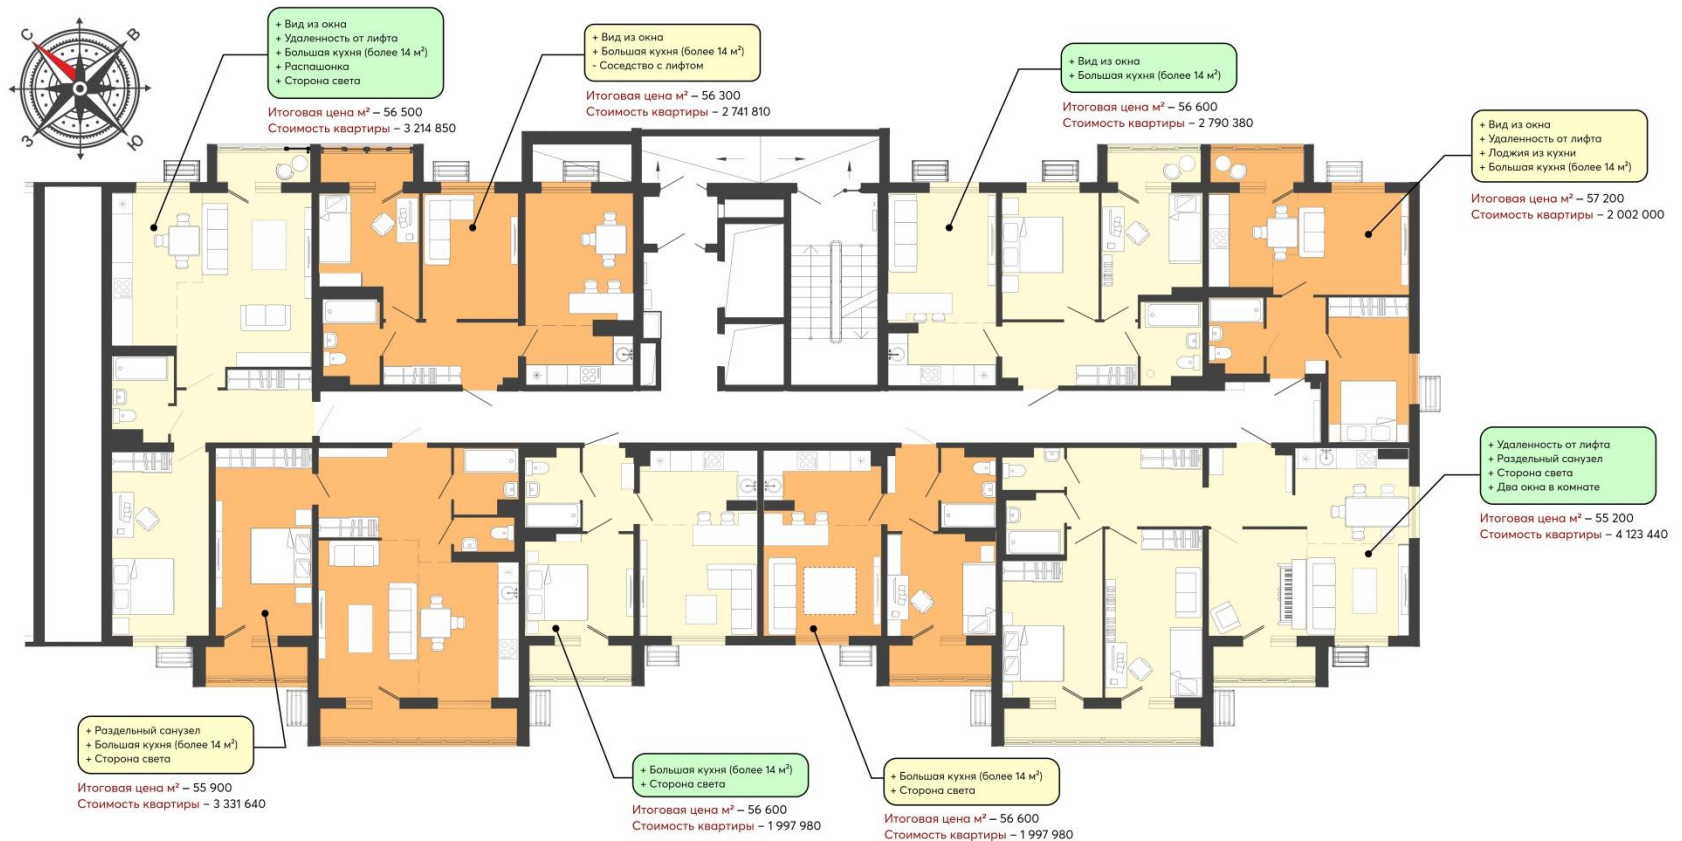 С
В
З
Ю
+ Вид из окна
+ Удаленность от лифта
+ Большая кухня (более 14 м²)
+ Распашонка
+ Сторона света
Итоговая цена м² – 56 500
Стоимость квартиры – 3 214 850
+ Вид из окна
+ Большая кухня (более 14 м²)
- Соседство с лифтом
Итоговая цена м² – 56 300
Стоимость квартиры – 2 741 810
+ Вид из окна
+ Большая кухня (более 14 м²)
Итоговая цена м² – 56 600
Стоимость квартиры – 2 790 380
+ Вид из окна
+ Удаленность от лифта
+ Лоджия из кухни
+ Большая кухня (более 14 м²)
Итоговая цена м² – 57 200
Стоимость квартиры – 2 002 000
+ Удаленность от лифта
+ Раздельный санузел
+ Сторона света
+ Два окна в комнате
Итоговая цена м² – 55 200
Стоимость квартиры – 4 123 440
+ Раздельный санузел
+ Большая кухня (более 14 м²)
+ Сторона света
Итоговая цена м² – 55 900
Стоимость квартиры – 3 331 640
+ Большая кухня (более 14 м²)
+ Сторона света
Итоговая цена м² – 56 600
Стоимость квартиры – 1 997 980
+ Большая кухня (более 14 м²)
+ Сторона света
Итоговая цена м² – 56 600
Стоимость квартиры – 1 997 980